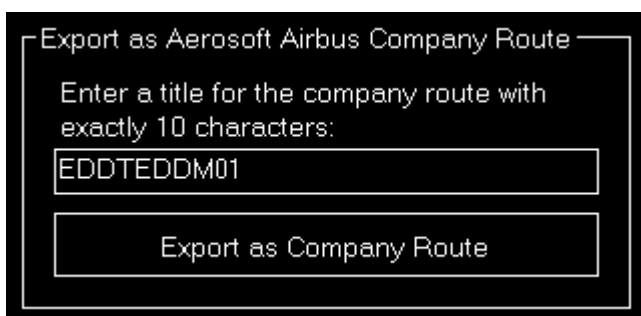 Export as Aerosoft Airbus Company Route
Enter a title for the company route with
exactly 10 characters:
EDDTEDDM01
Export as Company Route